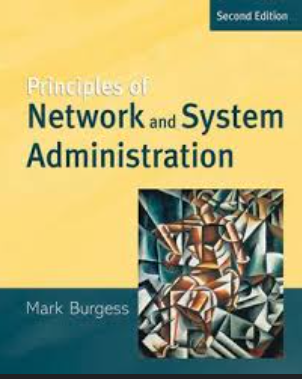 Second Edition
Principles of
Network and System
Administration
Mark Burgess